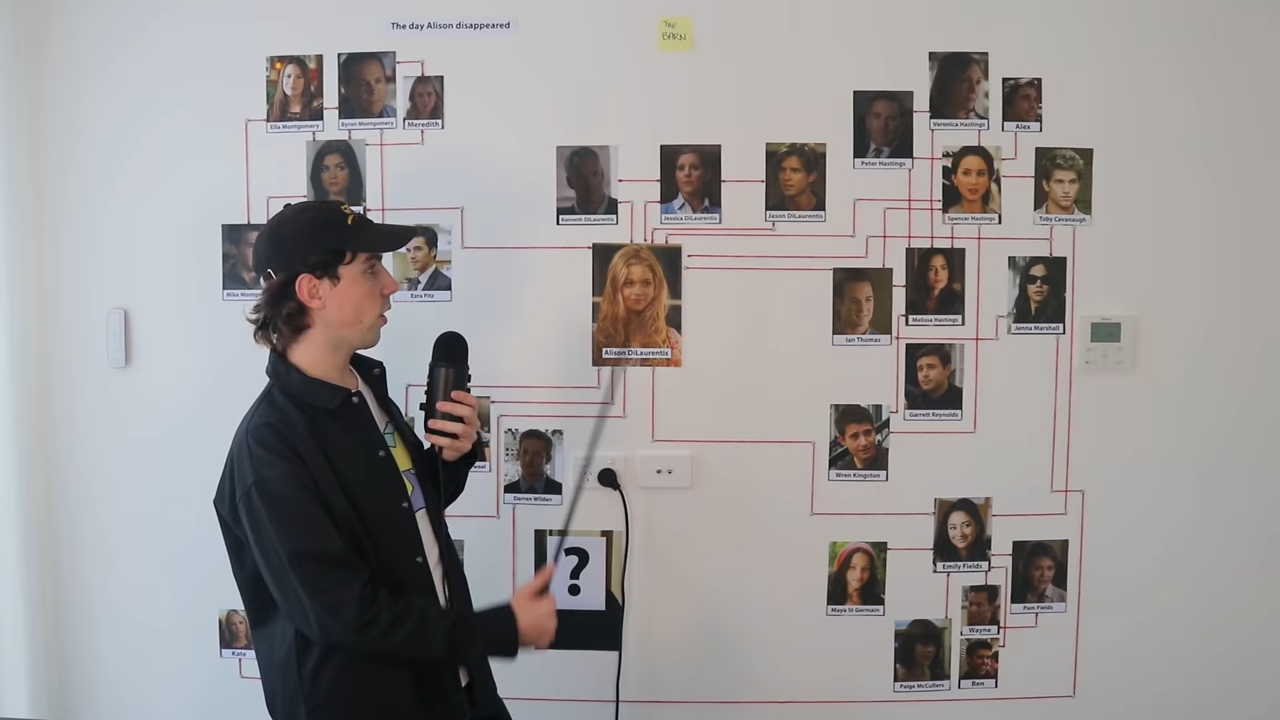 The day Alison disappeared
THE
BARN
Ella Montgomery
Byron Montgomery
Meredith
Veronica Hastings
Alex
Peter Hastings
Kenneth DiLaurentis
Jessica DiLaurentis
Jason DiLaurentis
Spencer Hastings
Toby Cavanaugh
Mike
Ezra Fitz
Alison DiLaurentis
Ian Thomas
Melissa Hastings
Jenna Marshall
Garrett Reynolds
Wren Kingston
Darren Wilden
?
Emily Fields
Maya St Germain
Pam Fields
Wayne
Kate
Paige McCullers
Ben